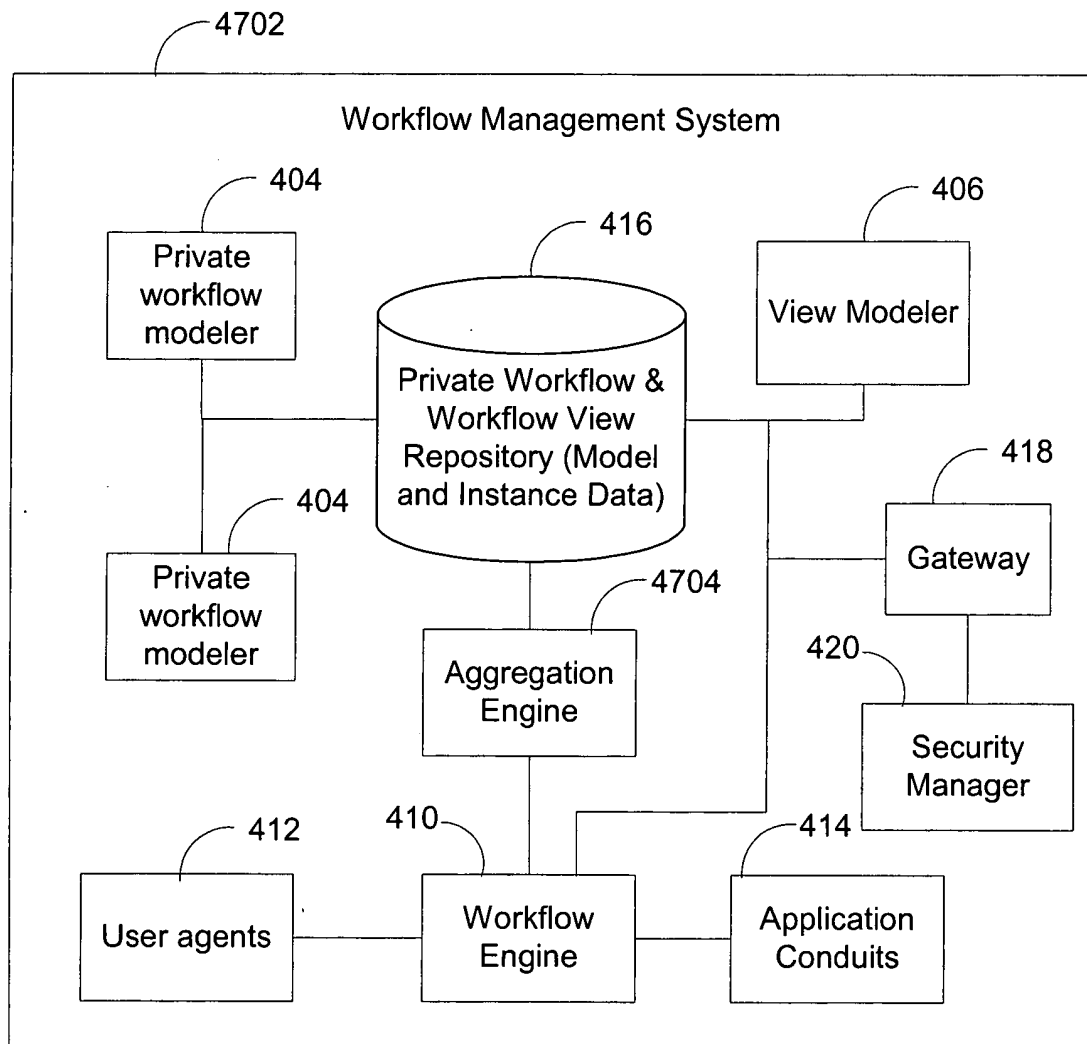 4702
Workflow Management System
404
Private
workflow
modeler
416
Private Workflow &
Workflow View
Repository (Model
and Instance Data)
406
View Modeler
418
Gateway
404
Private
workflow
modeler
4704
Aggregation
Engine
420
Security
Manager
412
User agents
410
Workflow
Engine
414
Application
Conduits